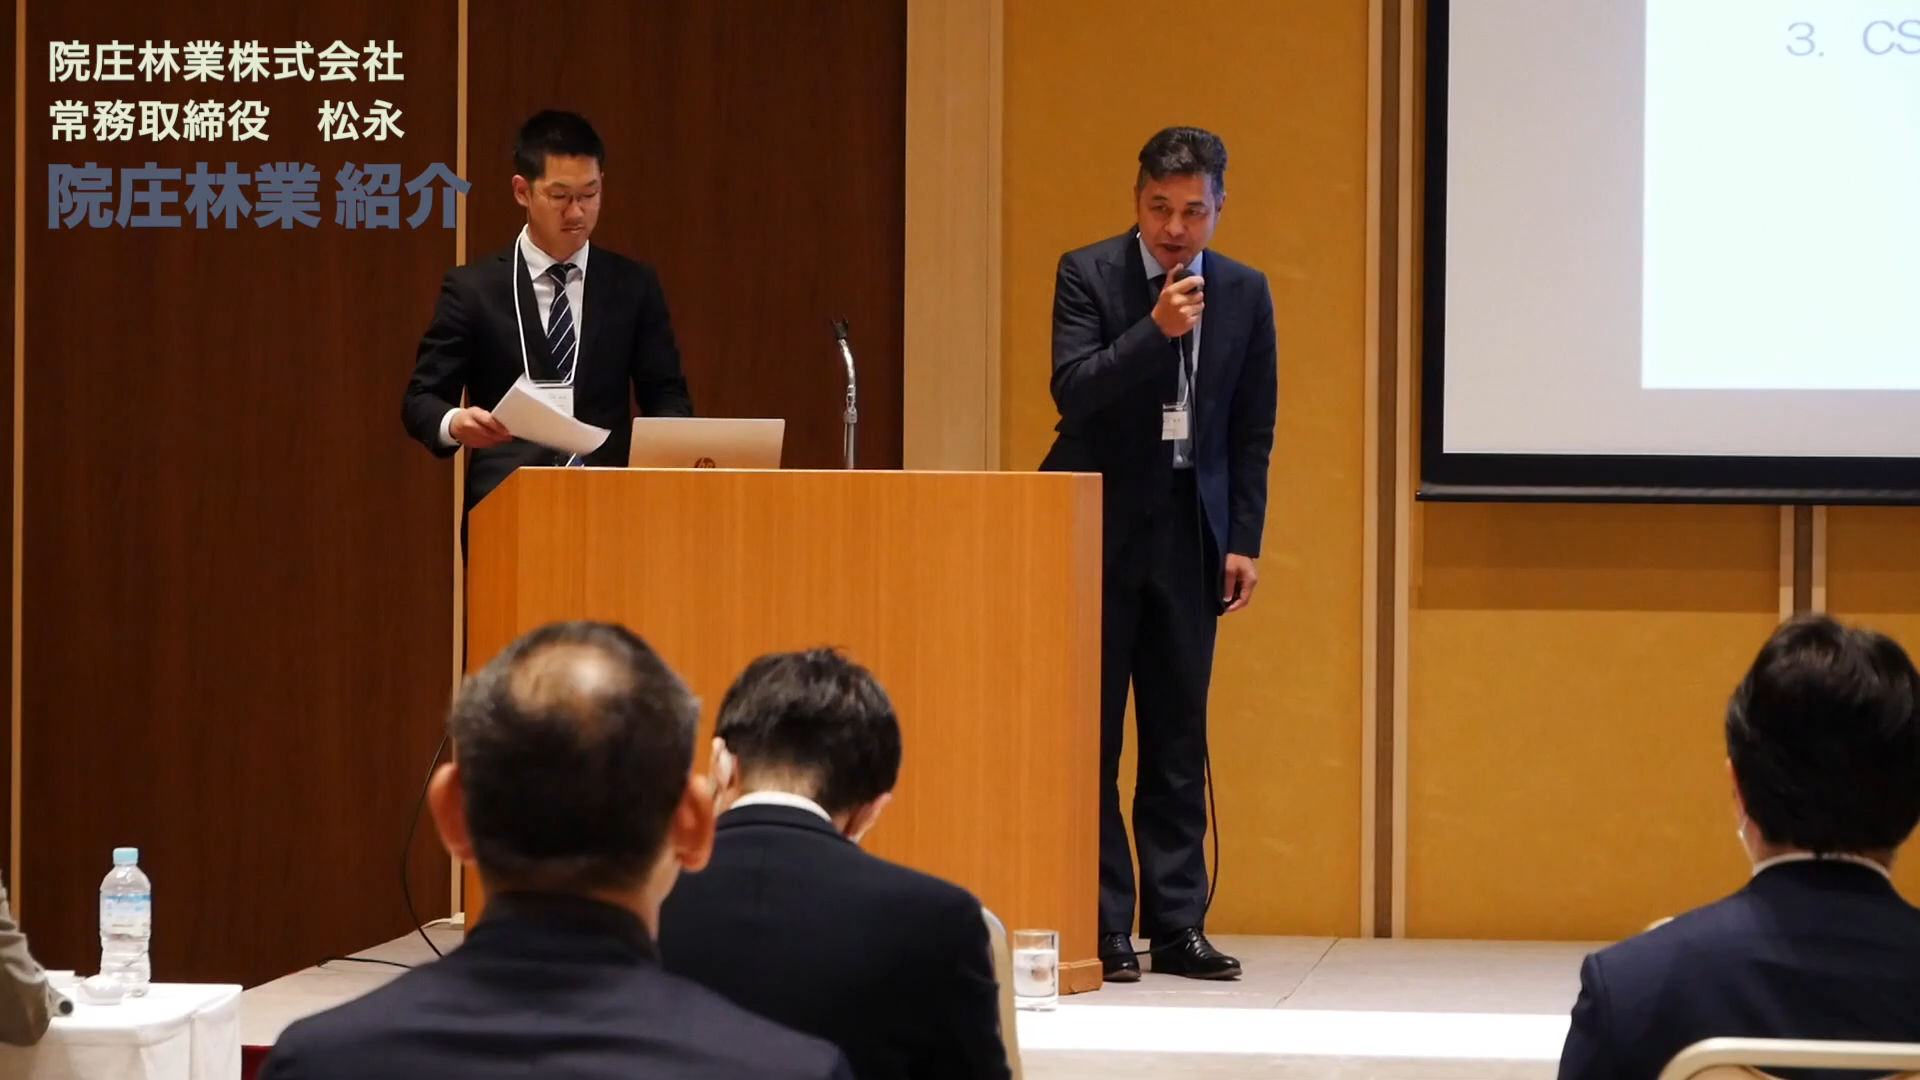 院庄林業株式会社
常務取締役　松永
院庄林業 紹介
3. CS
hp